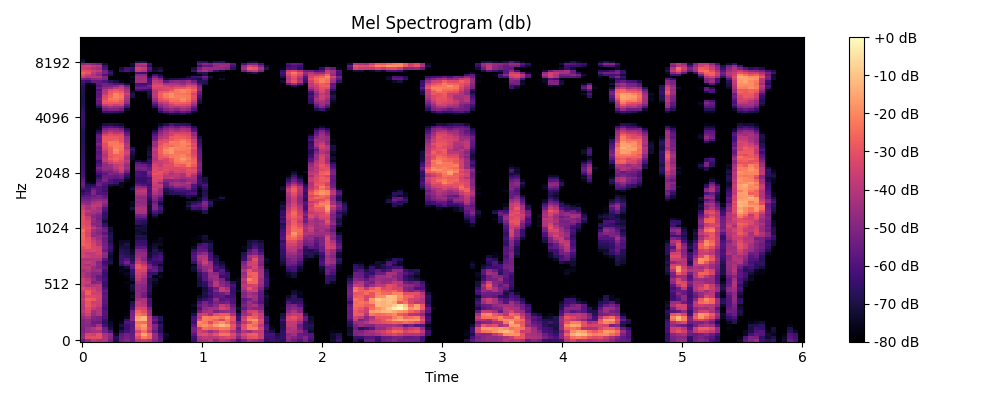 Mel Spectrogram (db)
8192
4096
2048
1024
512
0
Hz
0 1 2 3 4 5 6
Time
+0 dB
-10 dB
-20 dB
-30 dB
-40 dB
-50 dB
-60 dB
-70 dB
-80 dB